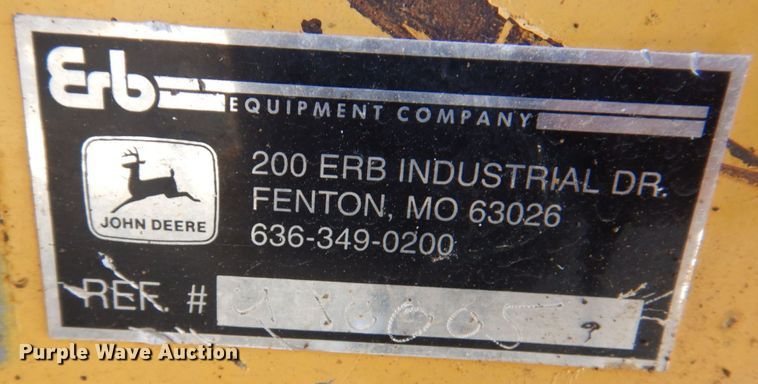 Erb
EQUIPMENT COMPANY
JOHN DEERE
200 ERB INDUSTRIAL DR.
FENTON, MO 63026
636-349-0200
REF. #
Purple Wave Auction